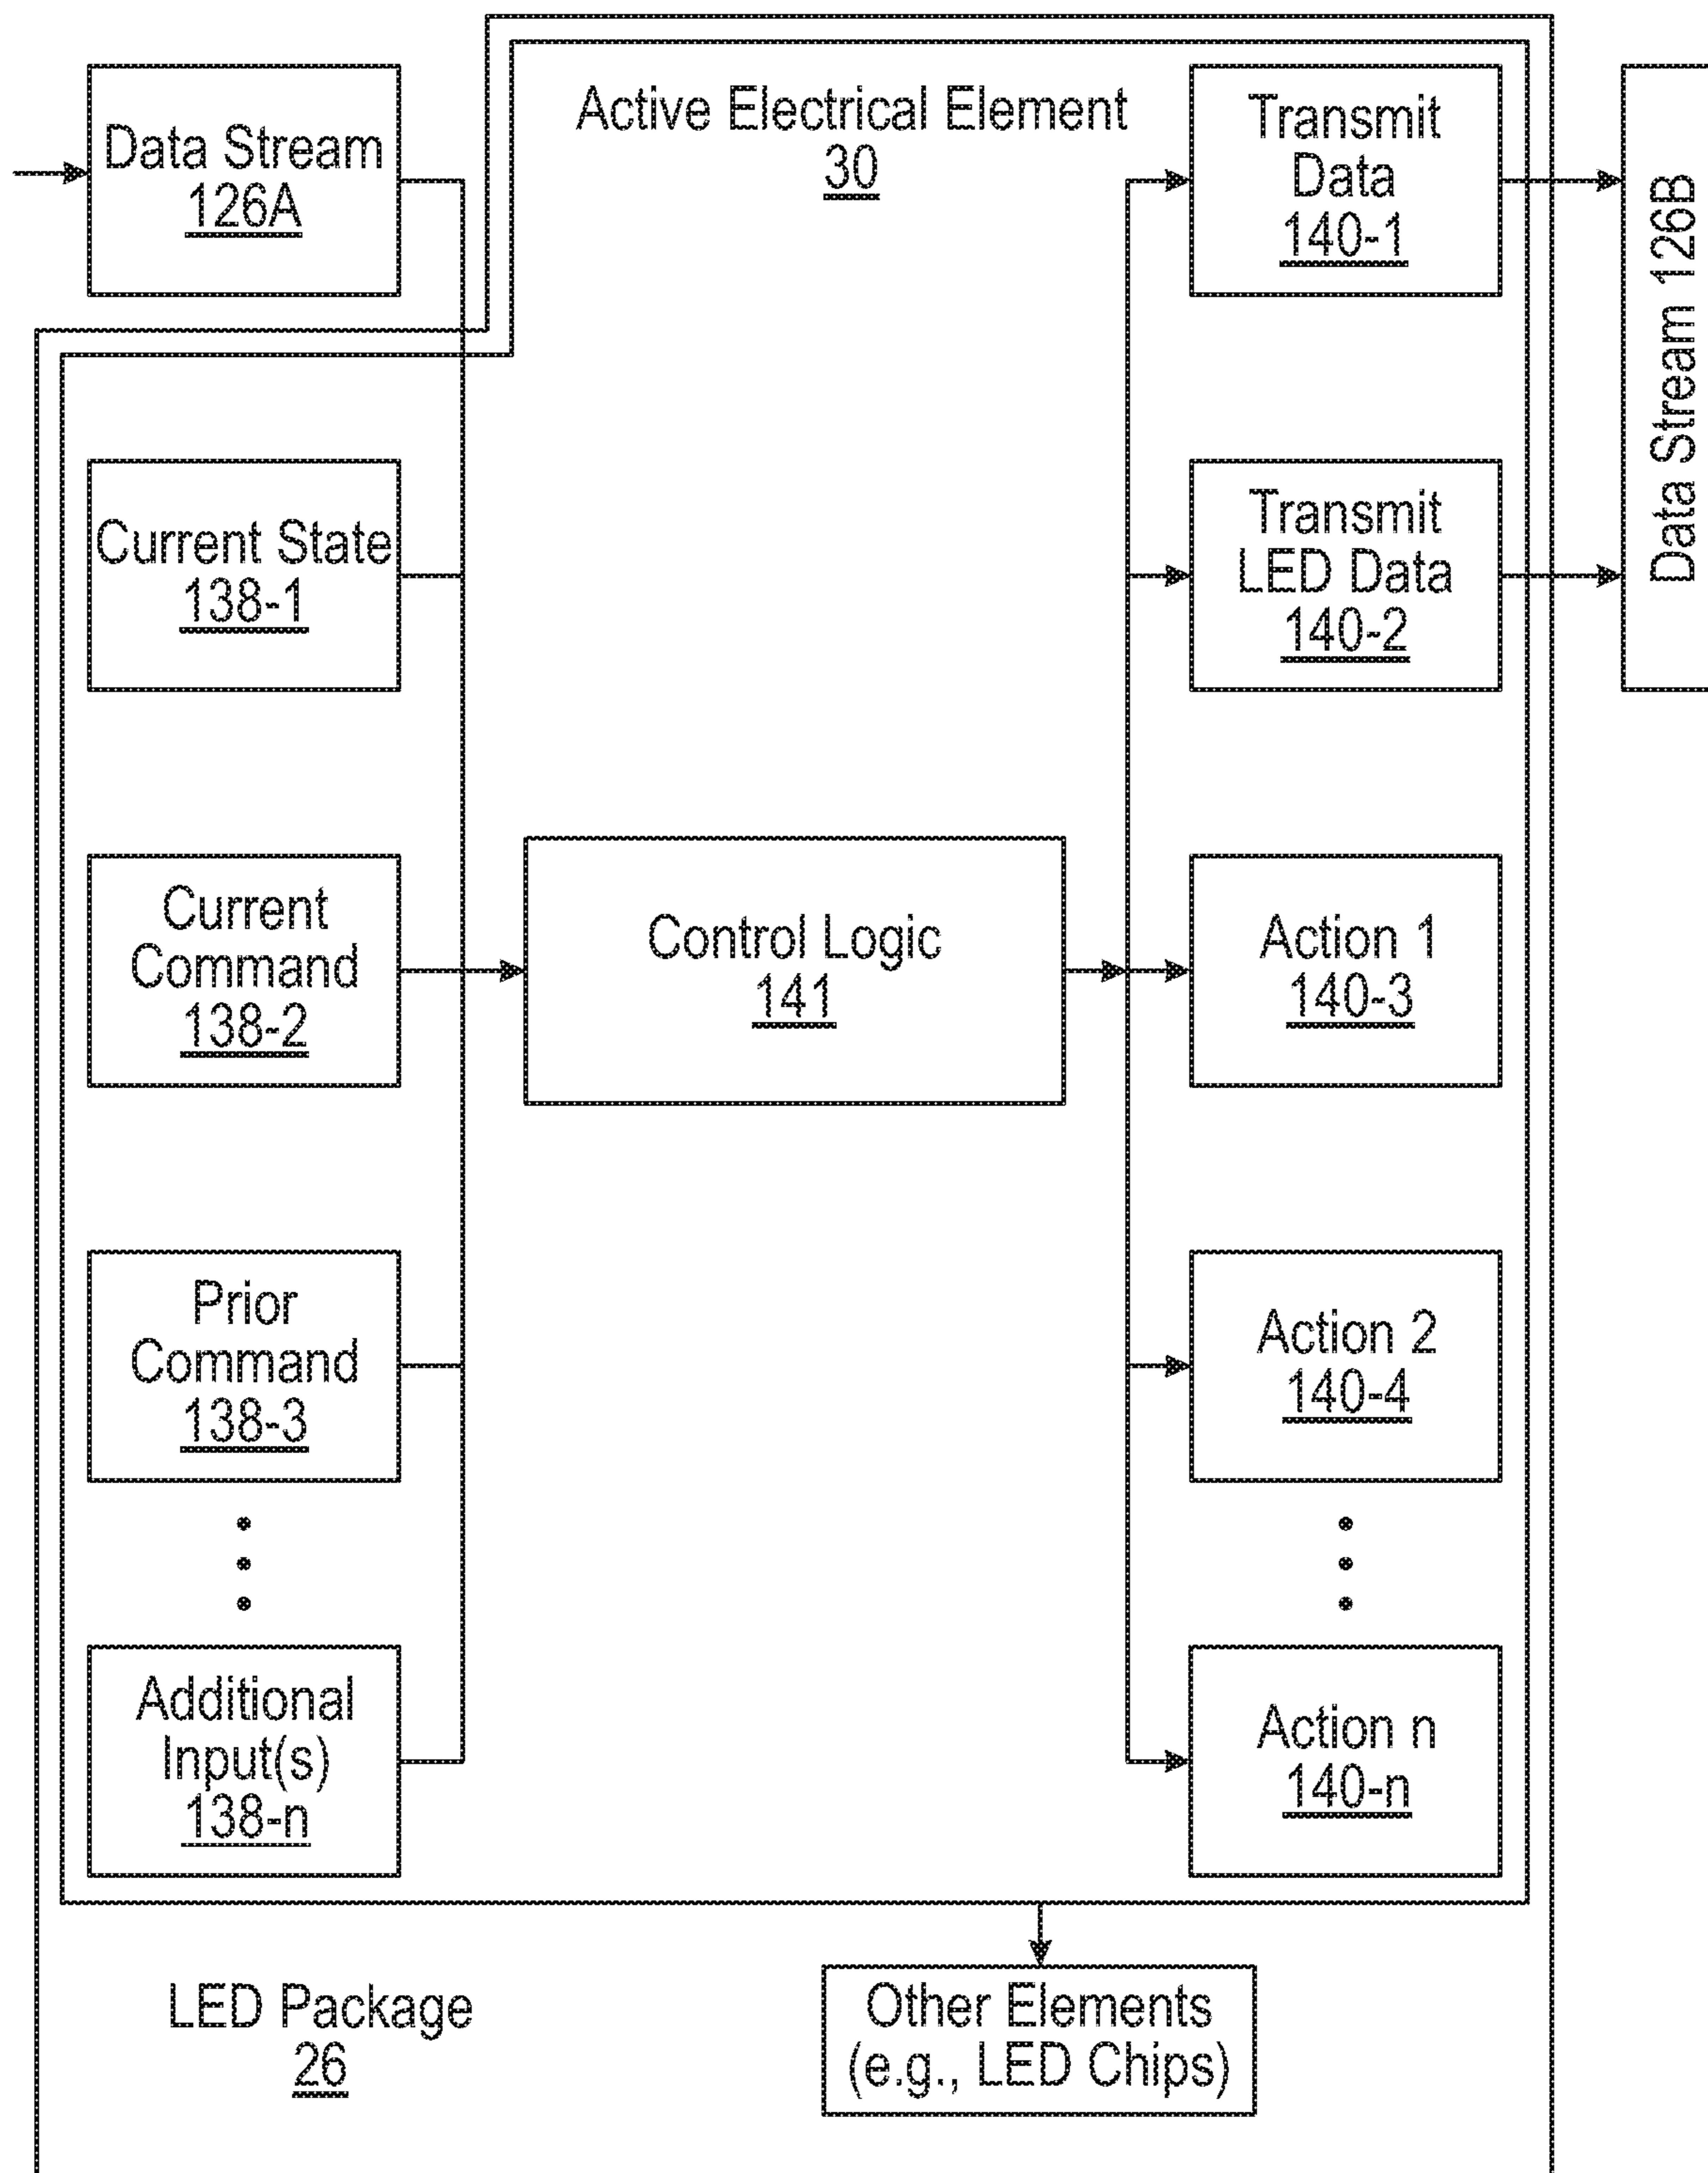 Data Stream
126A
Active Electrical Element
30
Transmit
Data
140-1
Data Stream 126B
Current State
138-1
Transmit
LED Data
140-2
Current
Command
138-2
Control Logic
141
Action 1
140-3
Prior
Command
138-3
Action 2
140-4
Additional
Input(s)
138-n
Action n
140-n
LED Package
26
Other Elements
(e.g., LED Chips)